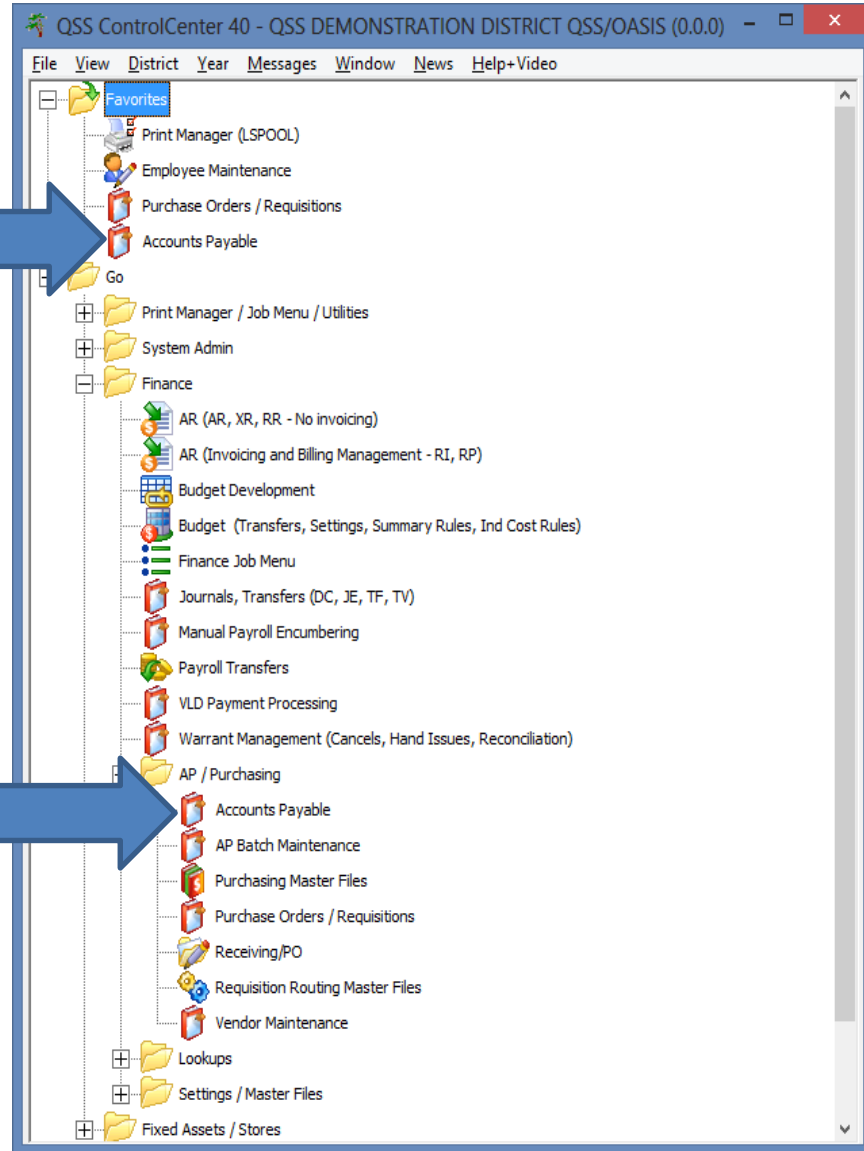 QSS ControlCenter 40 - QSS DEMONSTRATION DISTRICT QSS/OASIS (0.0.0)
File View District Year Messages Window News Help+Video
Favorites
Print Manager (LSPOOL)
Employee Maintenance
Purchase Orders / Requisitions
Accounts Payable
Go
Print Manager / Job Menu / Utilities
System Admin
Finance
AR (AR, XR, RR - No invoicing)
AR (Invoicing and Billing Management - RI, RP)
Budget Development
Budget (Transfers, Settings, Summary Rules, Ind Cost Rules)
Finance Job Menu
Journals, Transfers (DC, JE, TF, TV)
Manual Payroll Encumbering
Payroll Transfers
VLD Payment Processing
Warrant Management (Cancels, Hand Issues, Reconciliation)
AP / Purchasing
Accounts Payable
AP Batch Maintenance
Purchasing Master Files
Purchase Orders / Requisitions
Receiving/PO
Requisition Routing Master Files
Vendor Maintenance
Lookups
Settings / Master Files
Fixed Assets / Stores